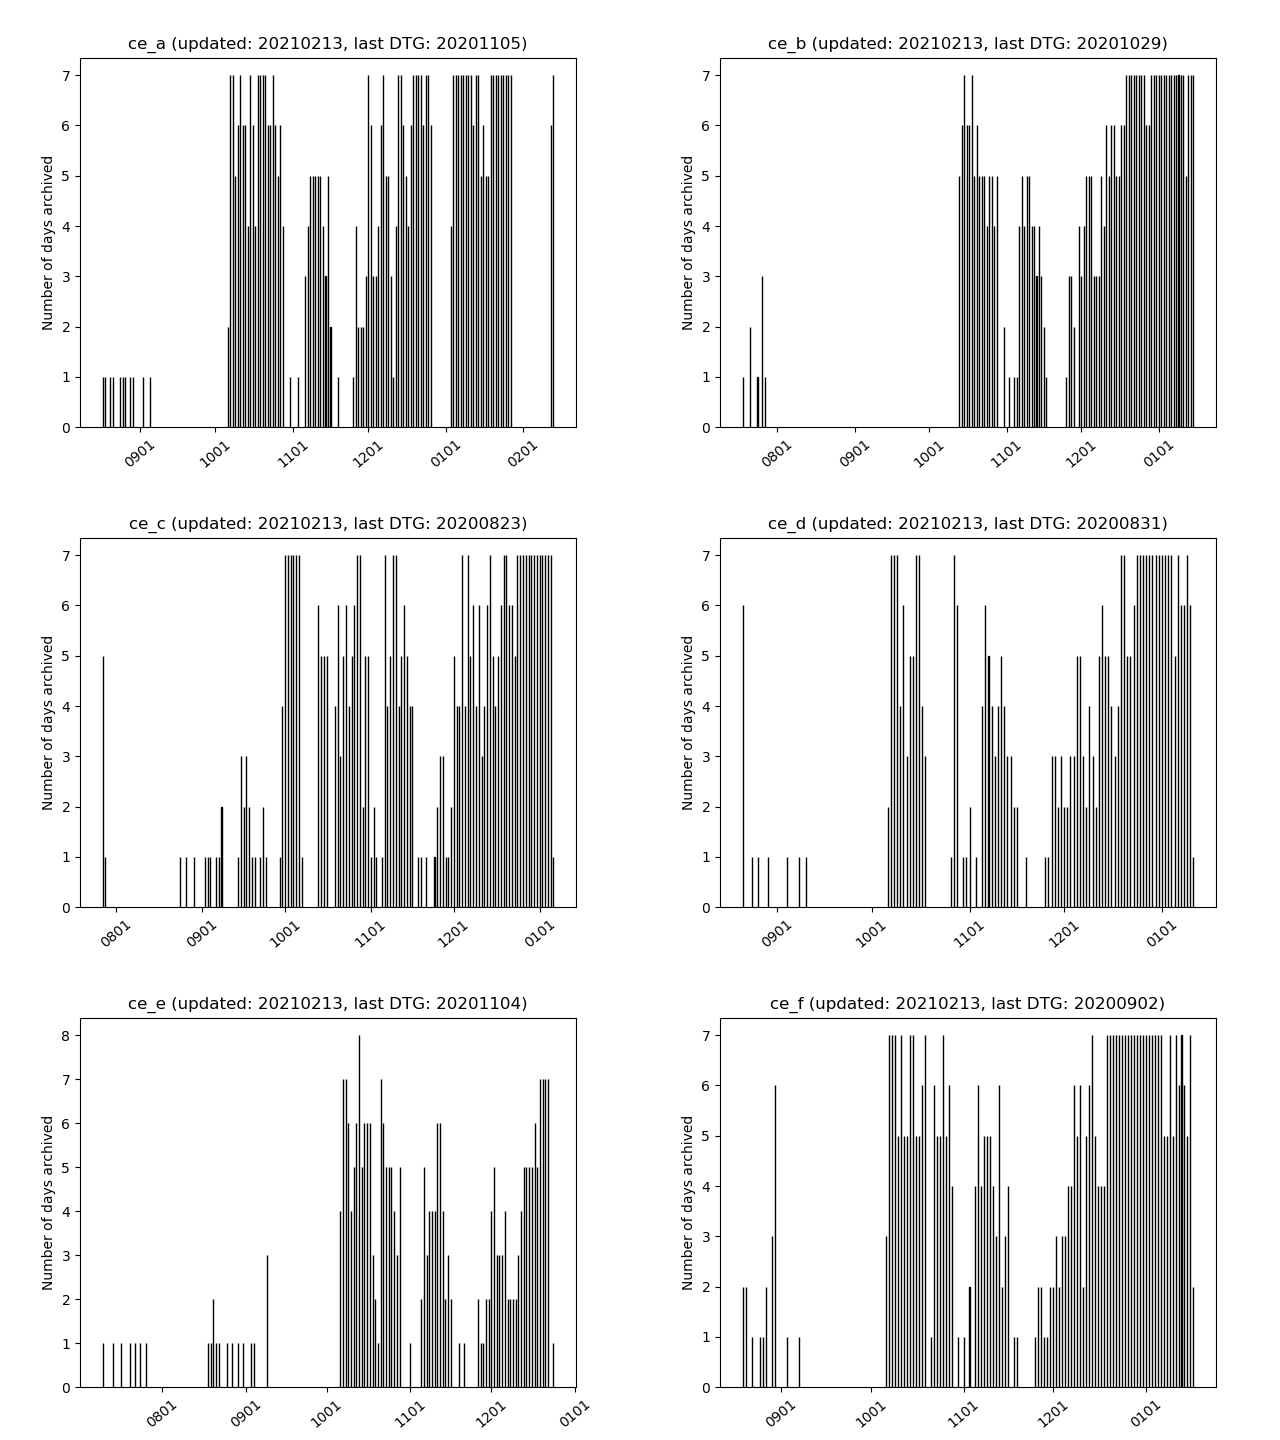 ce_a (updated: 20210213, last DTG: 20201105)
Number of days archived
7
6
5
4
3
2
1
0
0901 1001 1101 1201 0101 0201
ce_b (updated: 20210213, last DTG: 20201029)
Number of days archived
7
6
5
4
3
2
1
0
0801 0901 1001 1101 1201 0101
ce_c (updated: 20210213, last DTG: 20200823)
Number of days archived
7
6
5
4
3
2
1
0
0801 0901 1001 1101 1201 0101
ce_d (updated: 20210213, last DTG: 20200831)
Number of days archived
7
6
5
4
3
2
1
0
0901 1001 1101 1201 0101
ce_e (updated: 20210213, last DTG: 20201104)
Number of days archived
8
7
6
5
4
3
2
1
0
0801 0901 1001 1101 1201 0101
ce_f (updated: 20210213, last DTG: 20200902)
Number of days archived
7
6
5
4
3
2
1
0
0901 1001 1101 1201 0101